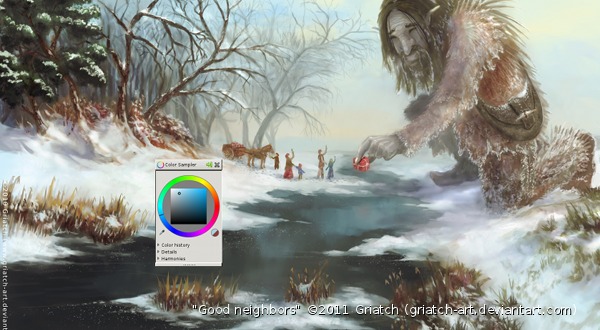 Color Sampler
Color history
Details
Harmonies
"Good neighbors" ©2011 Griatch (griatch-art.deviantart.com)